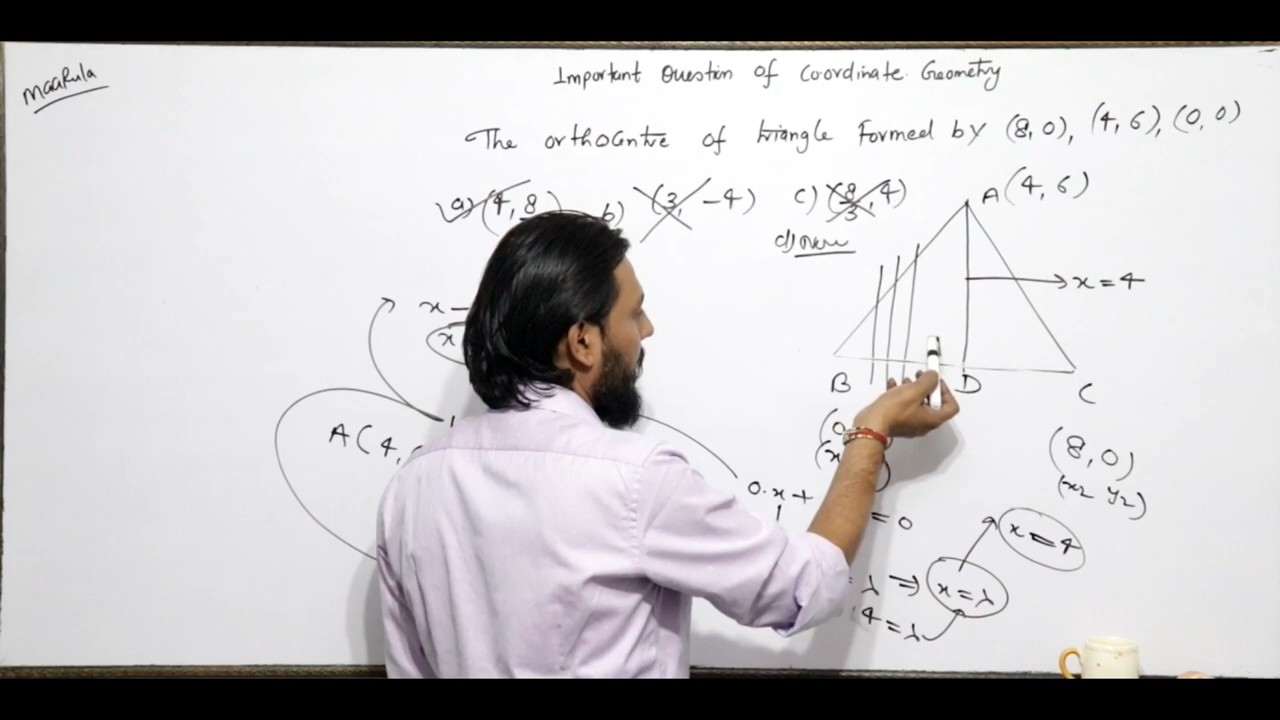 MaaRula
Important Question of Coordinate Geometry
The orthocentre of triangle formed by (8, 0), (4, 6), (0, 0)
a) (4, 8 b) (3, -4) c) (8/3, 4)
d) None
A (4, 6)
x = 4
x -
(x
B D C
A (4,
(0
(8, 0)
(x
(x2 y2)
0.x +
= 0
x = 4
= λ ⇒ x = λ
4 = λ